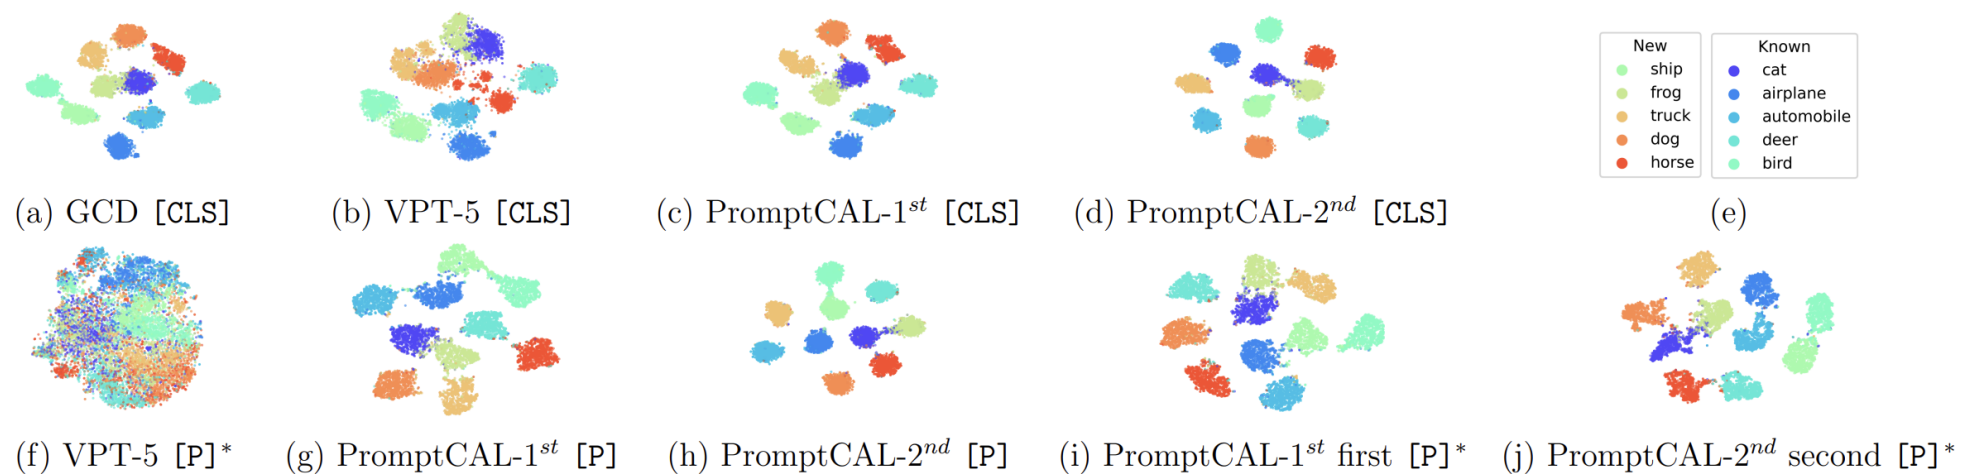 New
ship
frog
truck
dog
horse
Known
cat
airplane
automobile
deer
bird
(a) GCD [CLS]
(b) VPT-5 [CLS]
(c) PromptCAL-1st [CLS]
(d) PromptCAL-2nd [CLS]
(e)
(f) VPT-5 [P]*
(g) PromptCAL-1st [P]
(h) PromptCAL-2nd [P]
(i) PromptCAL-1st first [P]*
(j) PromptCAL-2nd second [P]*